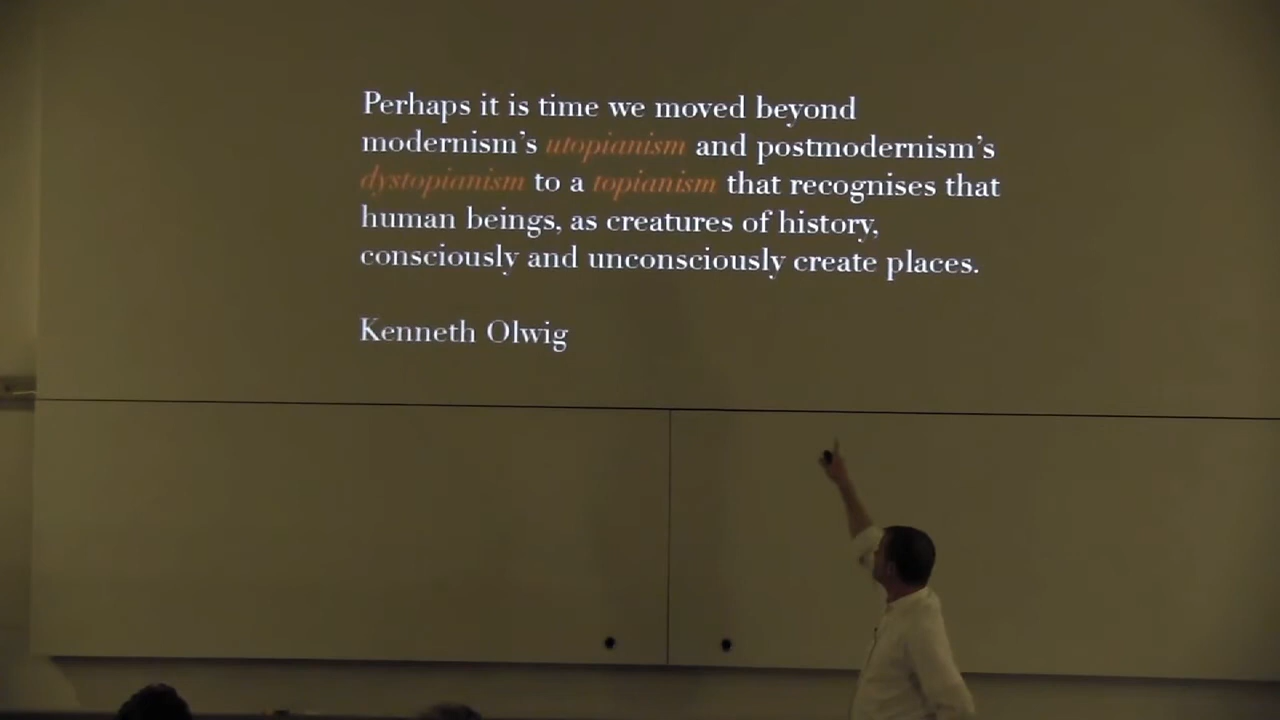 Perhaps it is time we moved beyond
modernism's utopianism and postmodernism's
dystopianism to a topianism that recognises that
human beings, as creatures of history,
consciously and unconsciously create places.
Kenneth Olwig